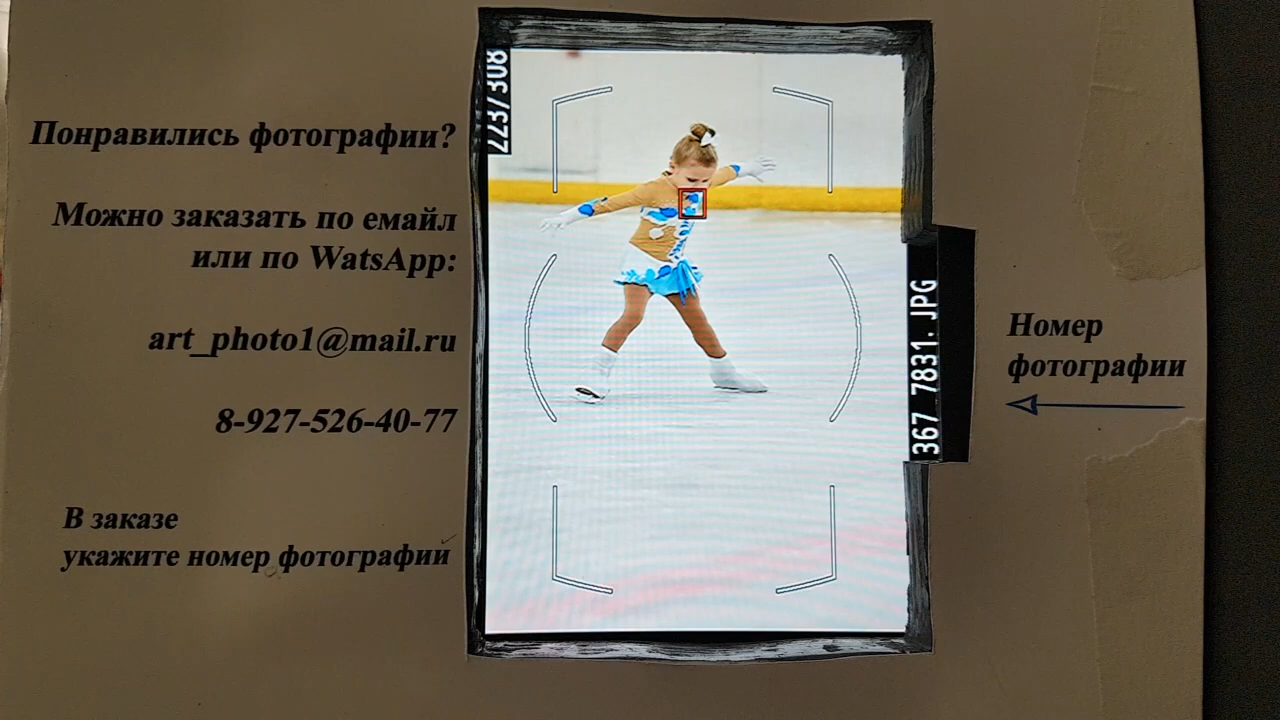 Понравились фотографии?
Можно заказать по емайл
или по WatsApp:
art_photo1@mail.ru
8-927-526-40-77
В заказе
укажите номер фотографии
223/308
367 7831.JPG
Номер
фотографии